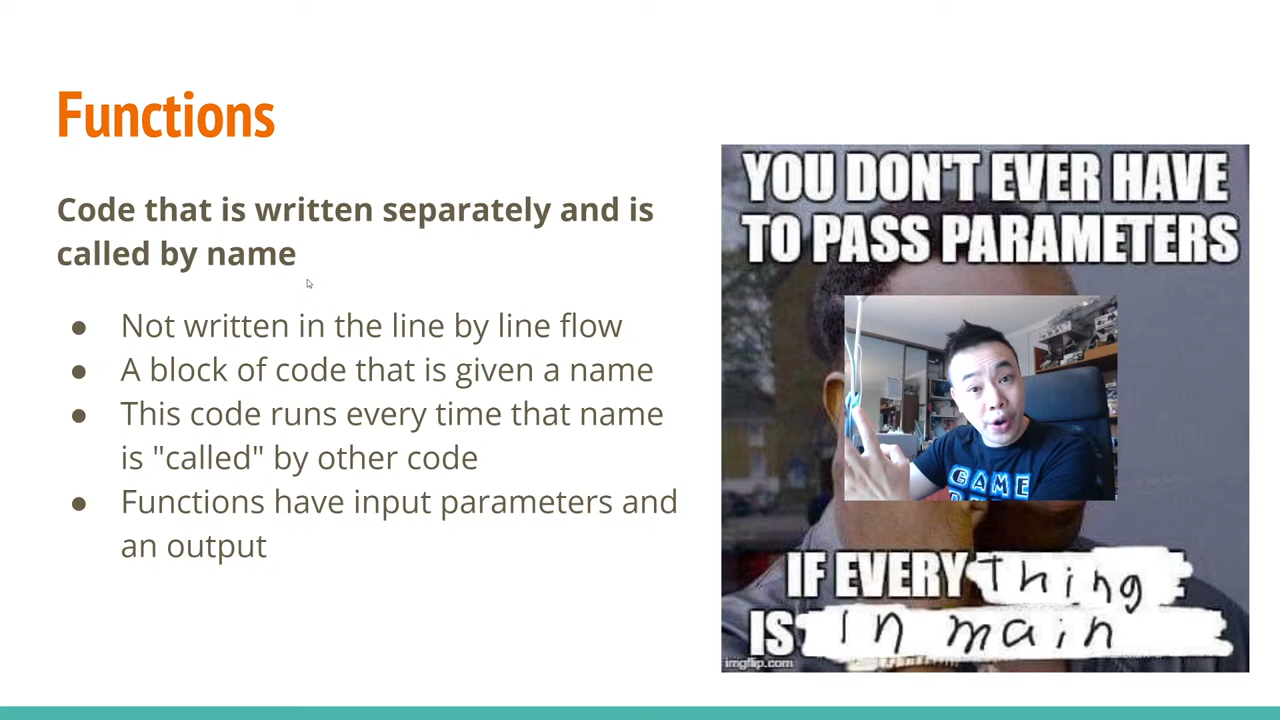 Functions
Code that is written separately and is
called by name
● Not written in the line by line flow
● A block of code that is given a name
● This code runs every time that name
is "called" by other code
● Functions have input parameters and
an output
YOU DON'T EVER HAVE
TO PASS PARAMETERS
GAME
IF EVERY Thing
IS In main
imgflip.com